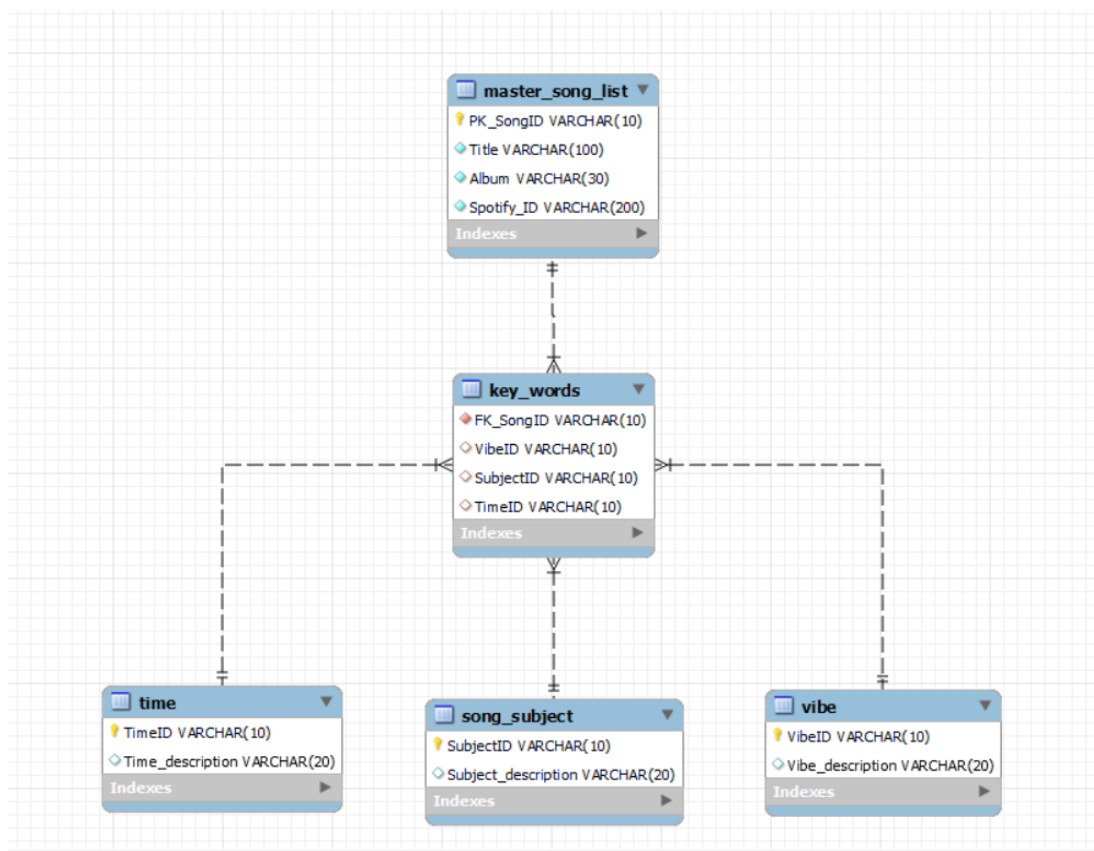 master_song_list
PK_SongID VARCHAR(10)
Title VARCHAR(100)
Album VARCHAR(30)
Spotify_ID VARCHAR(200)
Indexes
key_words
FK_SongID VARCHAR(10)
VibeID VARCHAR(10)
SubjectID VARCHAR(10)
TimeID VARCHAR(10)
Indexes
time
TimeID VARCHAR(10)
Time_description VARCHAR(20)
Indexes
song_subject
SubjectID VARCHAR(10)
Subject_description VARCHAR(20)
Indexes
vibe
VibeID VARCHAR(10)
Vibe_description VARCHAR(20)
Indexes